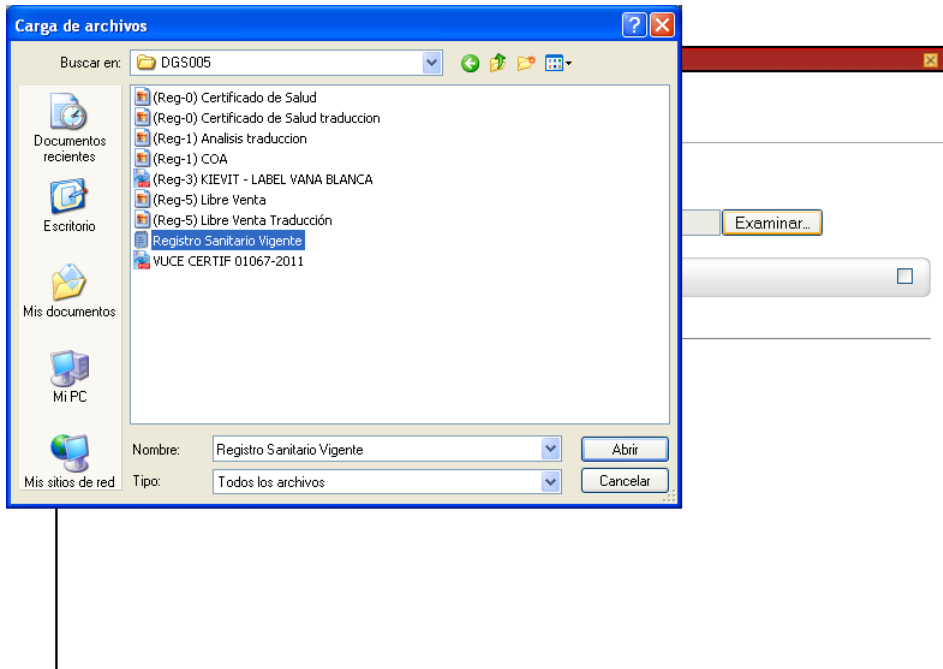 Carga de archivos
Buscar en:
DGS005
Documentos
recientes
Escritorio
Mis documentos
Mi PC
Mis sitios de red
(Reg-0) Certificado de Salud
(Reg-0) Certificado de Salud traduccion
(Reg-1) Analisis traduccion
(Reg-1) COA
(Reg-3) KIEVIT - LABEL VANA BLANCA
(Reg-5) Libre Venta
(Reg-5) Libre Venta Traducción
Registro Sanitario Vigente
VUCE CERTIF 01067-2011
Nombre:
Registro Sanitario Vigente
Abrir
Tipo:
Todos los archivos
Cancelar
Examinar...